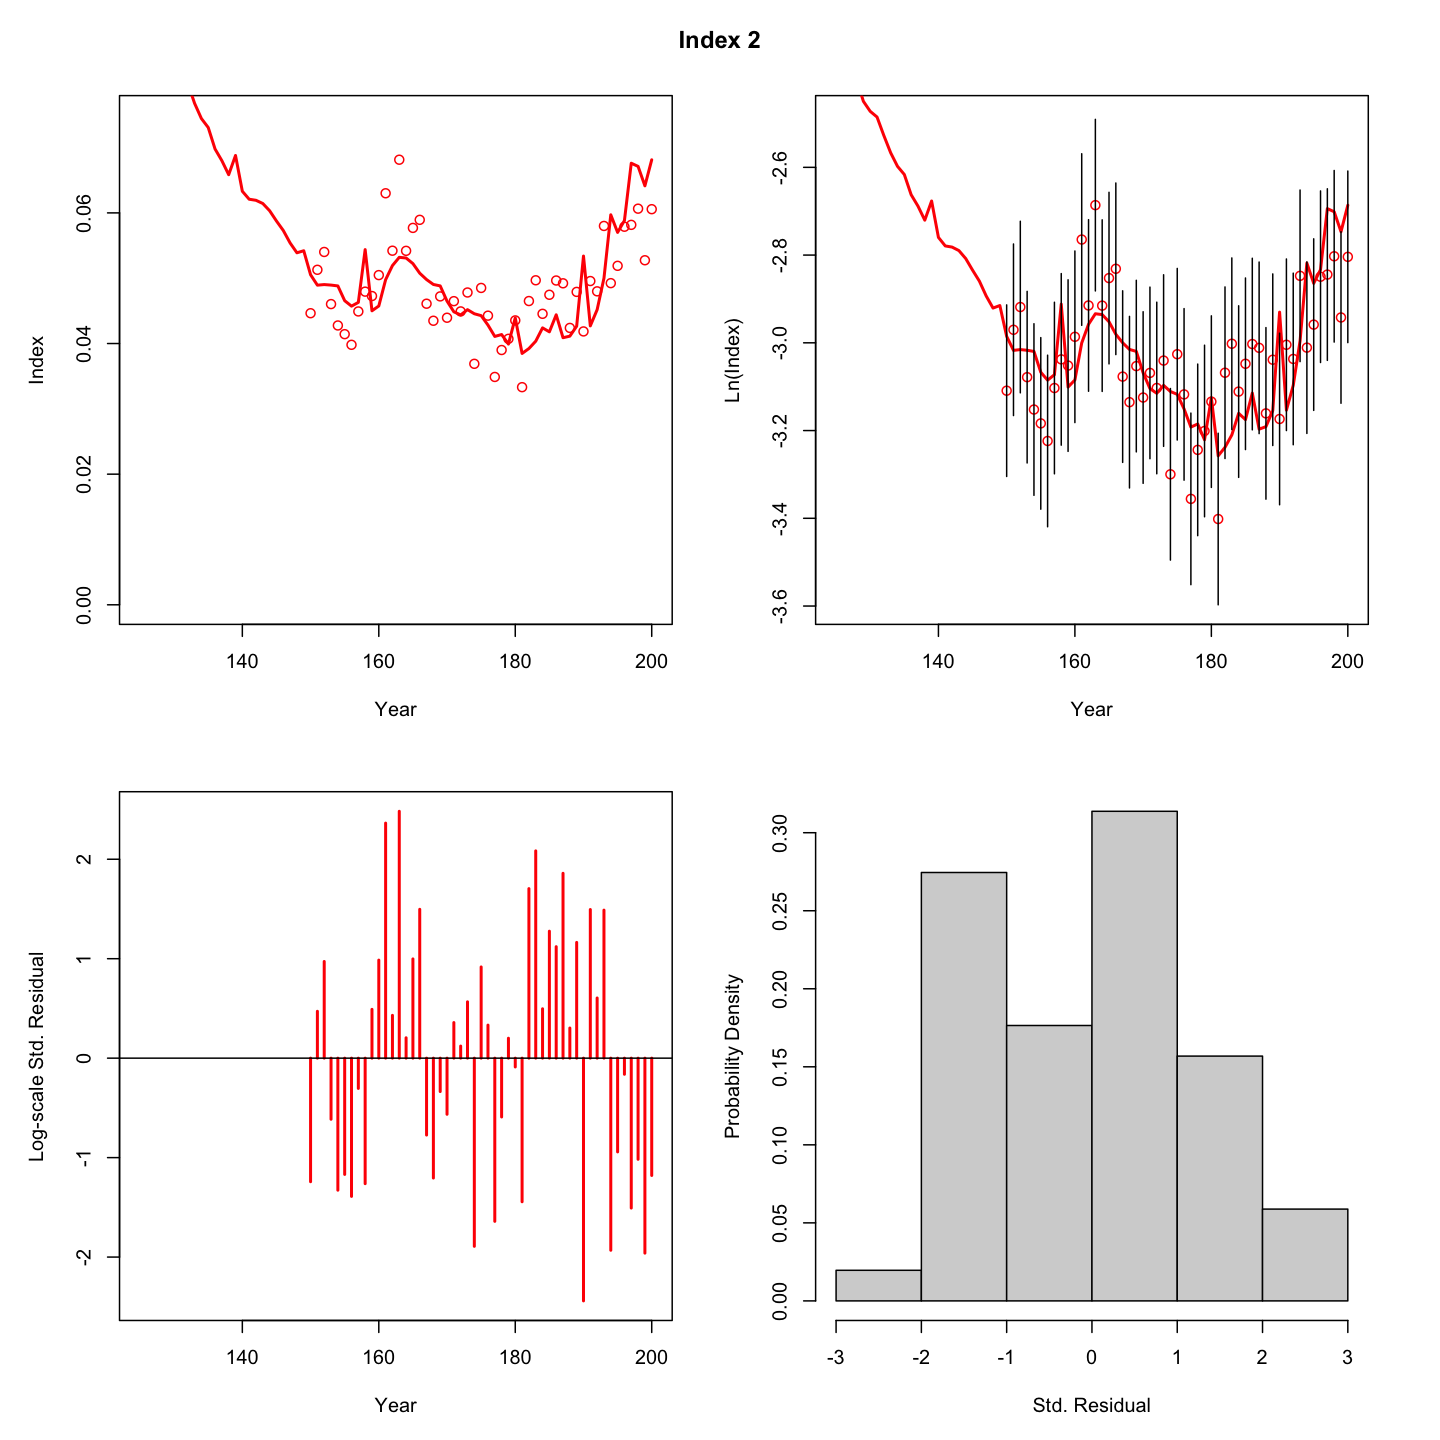 Index 2
Index
0.00 0.02 0.04 0.06
140 160 180 200
Year
Ln(Index)
-3.6 -3.4 -3.2 -3.0 -2.8 -2.6
140 160 180 200
Year
Log-scale Std. Residual
-2 -1 0 1 2
140 160 180 200
Year
Probability Density
0.00 0.05 0.10 0.15 0.20 0.25 0.30
-3 -2 -1 0 1 2 3
Std. Residual